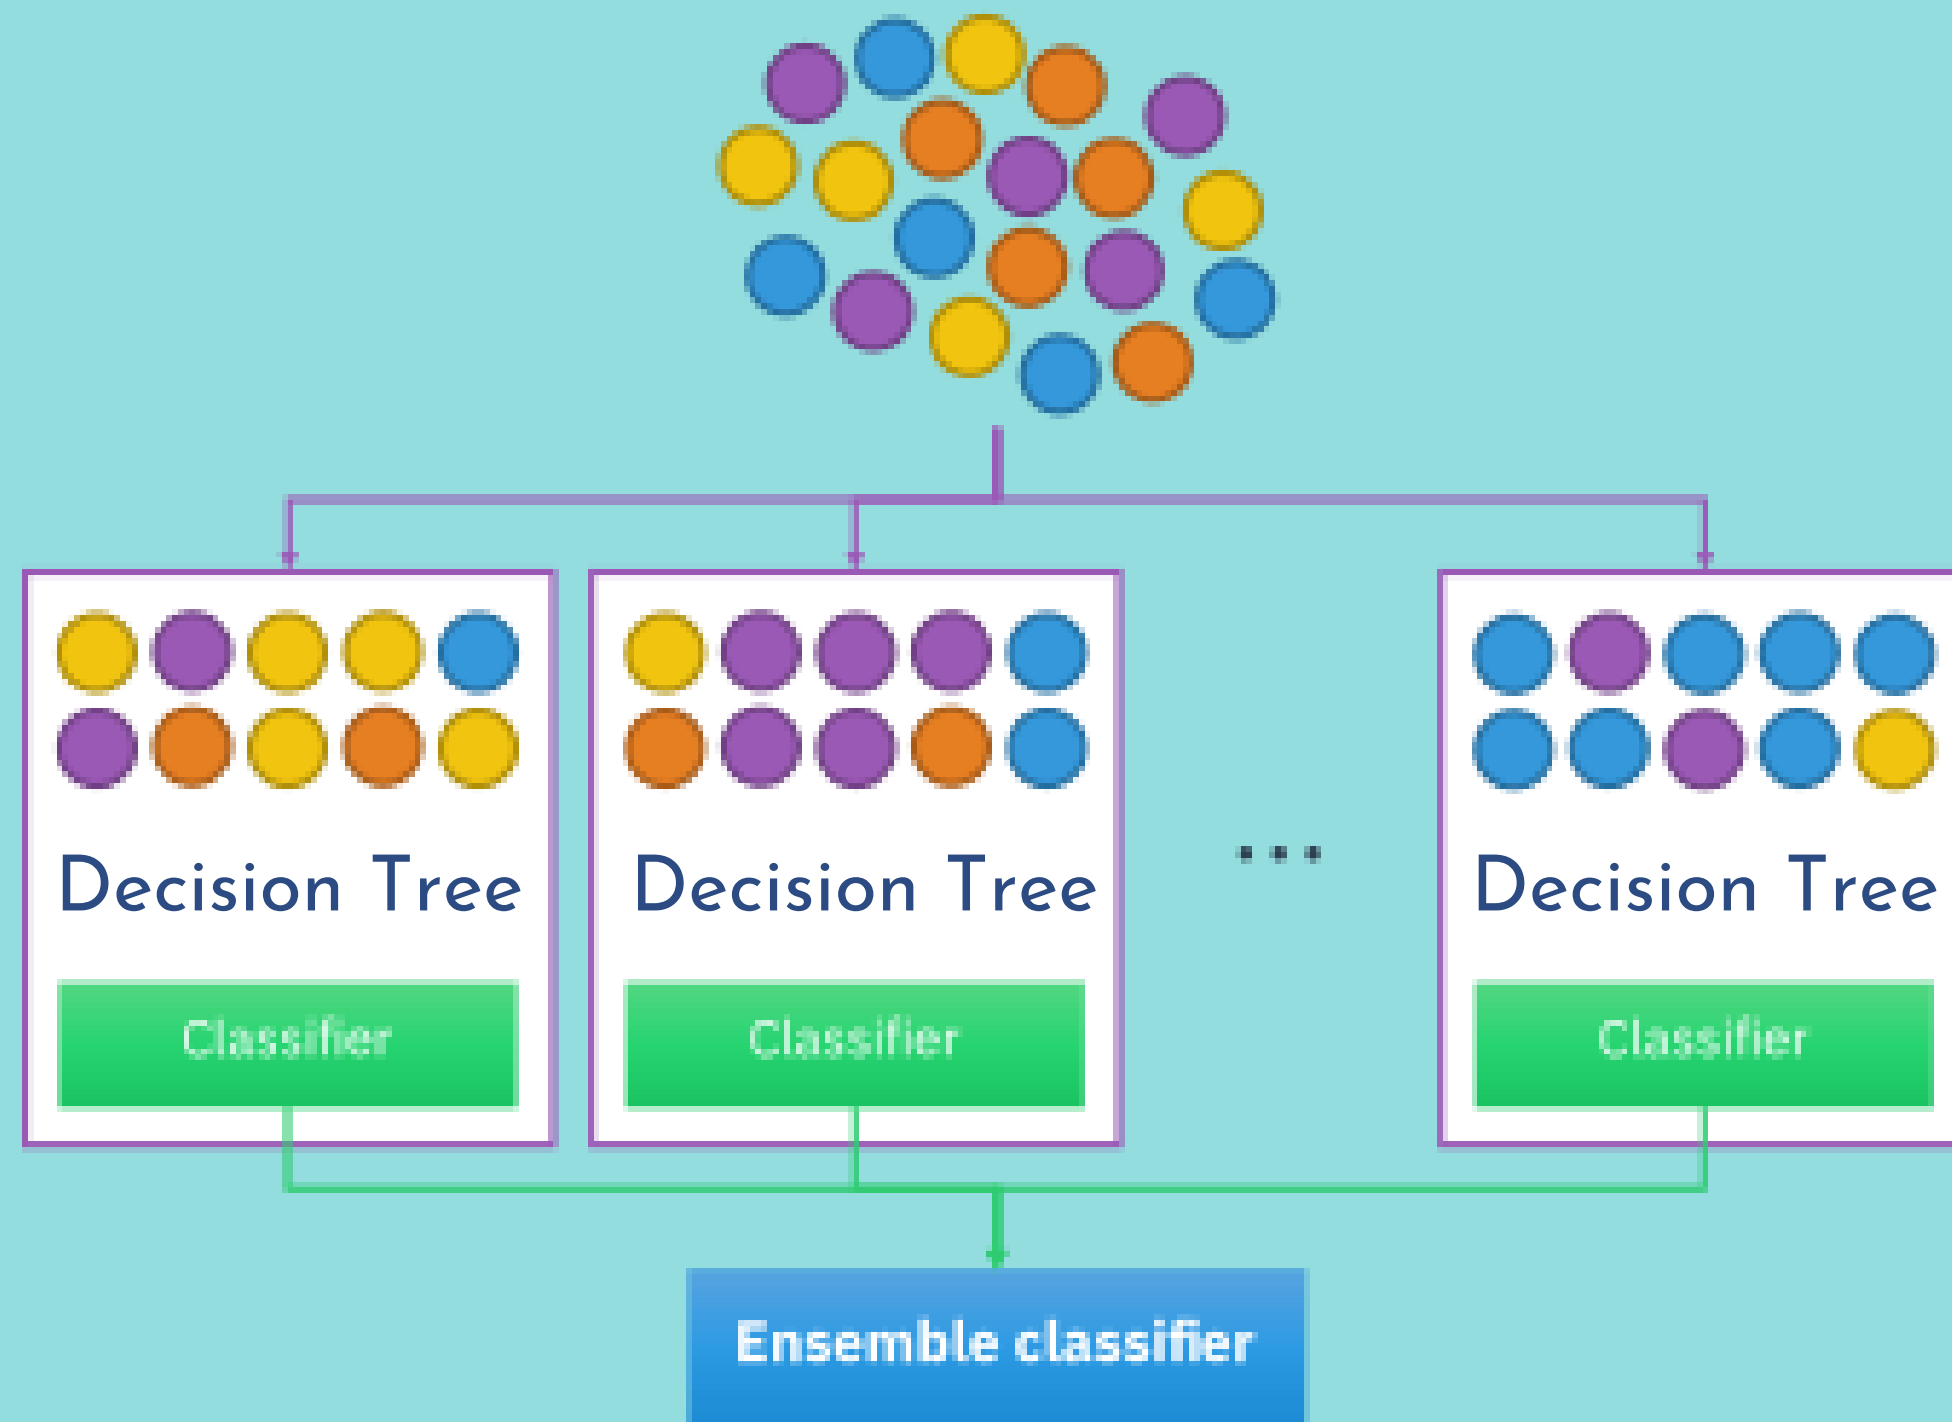 Decision Tree
Decision Tree
...
Decision Tree
Classifier
Classifier
Classifier
Ensemble classifier